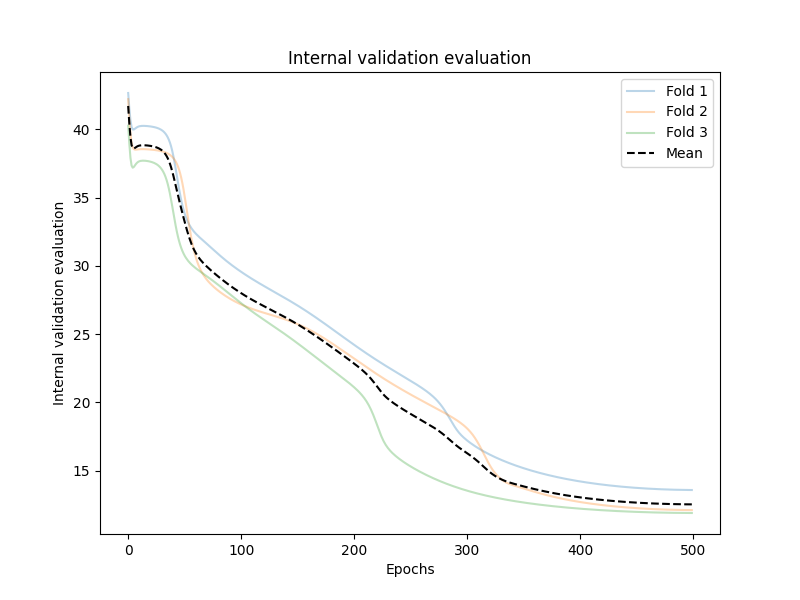 Internal validation evaluation
Fold 1
Fold 2
Fold 3
Mean
Internal validation evaluation
40
35
30
25
20
15
0 100 200 300 400 500
Epochs